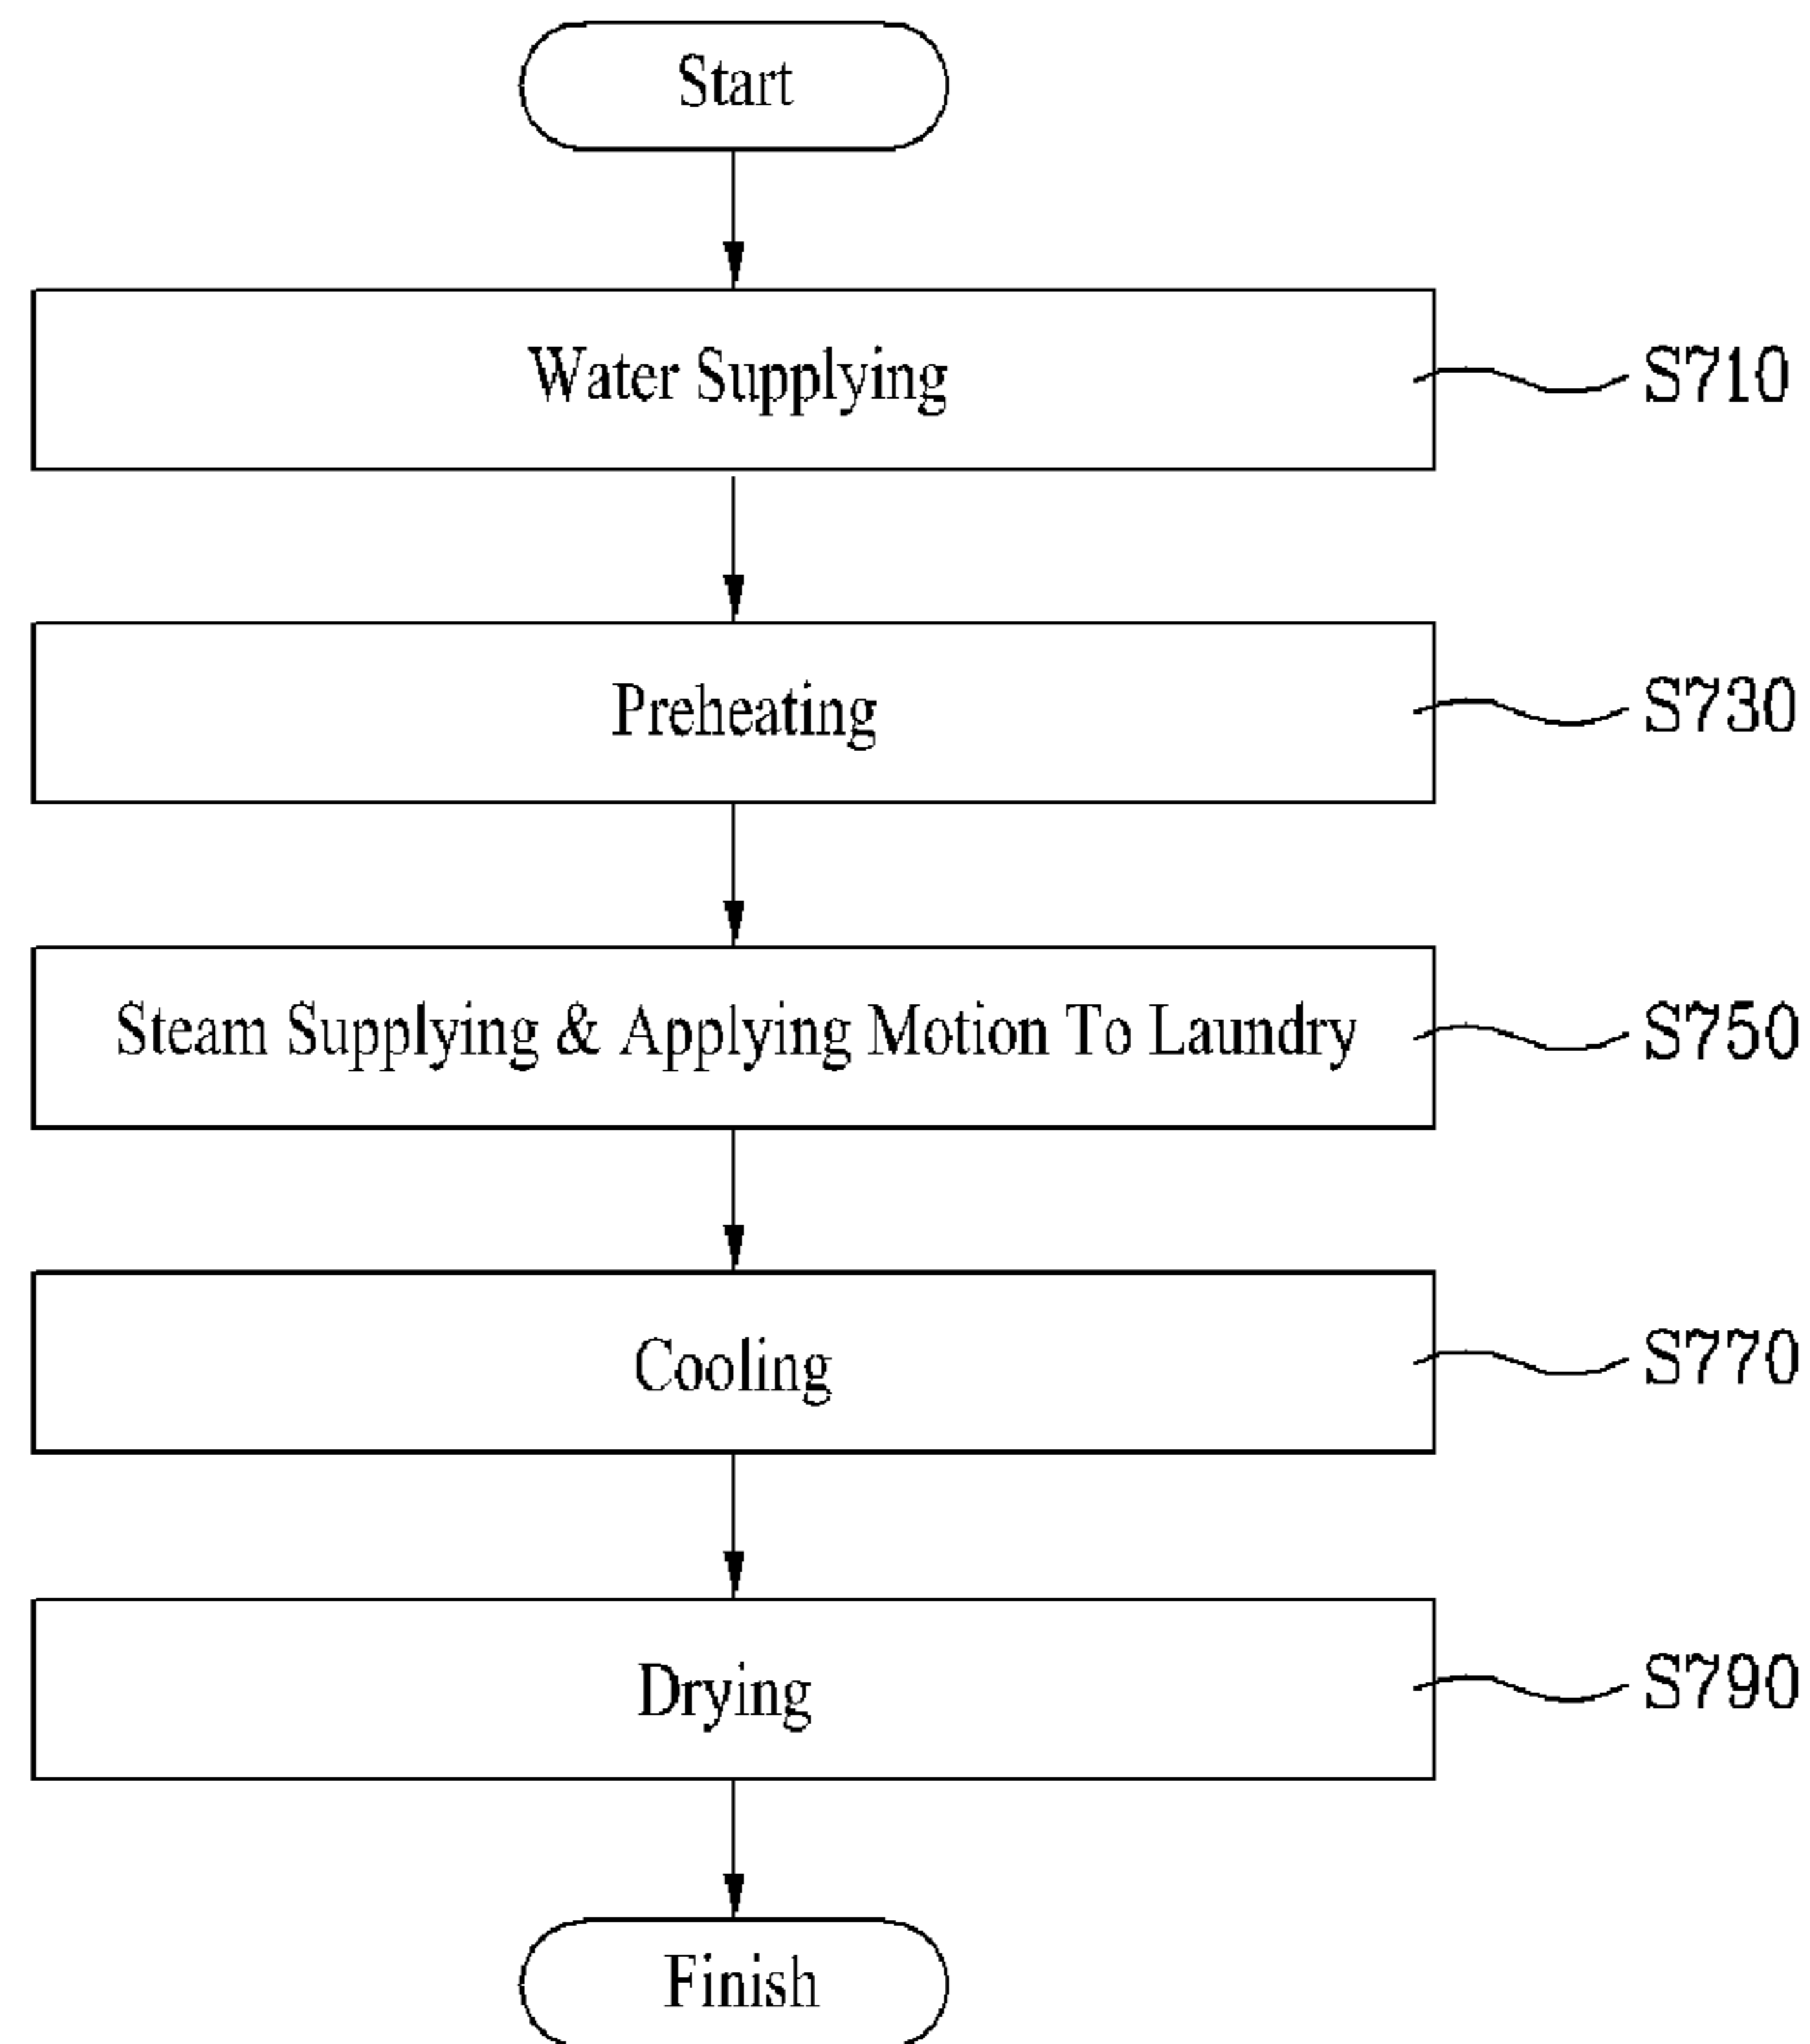 Start
Water Supplying
S710
Preheating
S730
Steam Supplying & Applying Motion To Laundry
S750
Cooling
S770
Drying
S790
Finish